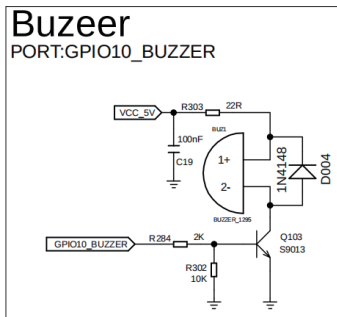 Buzeer
PORT:GPIO10_BUZZER
R303 22R
VCC_5V
BUZ1
100nF
1+
C19
2-
1N4148
D004
BUZZER_1295
R284 2K
Q103
GPIO10_BUZZER
S9013
R302
10K